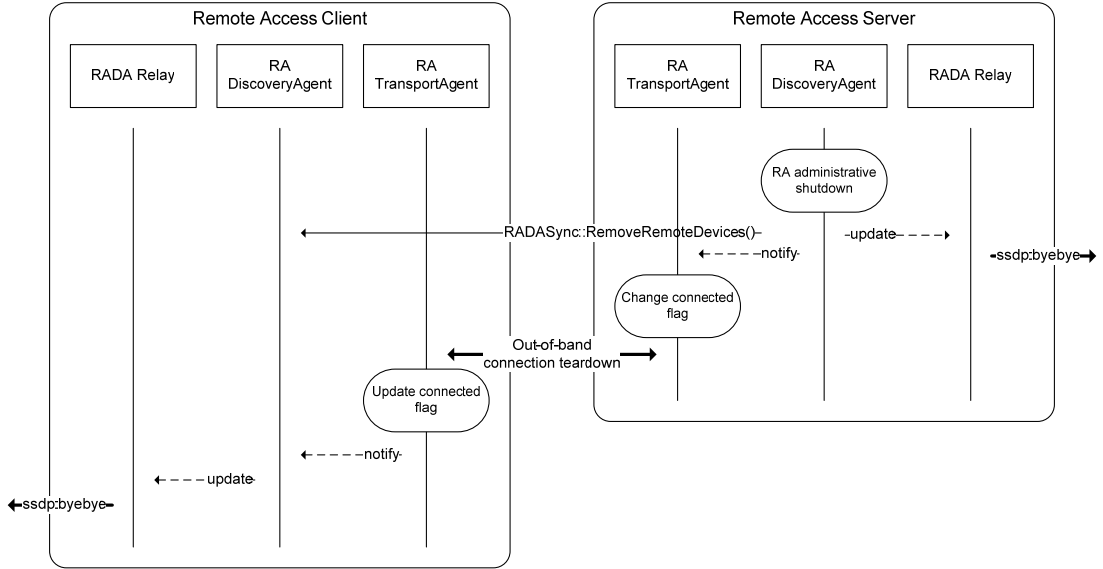 Remote Access Client
Remote Access Server
RADA Relay
RA
DiscoveryAgent
RA
TransportAgent
RA
TransportAgent
RA
DiscoveryAgent
RADA Relay
RA administrative
shutdown
RADASync::RemoveRemoteDevices()
update
notify
ssdp:byebye
Change connected
flag
Out-of-band
connection teardown
Update connected
flag
notify
update
ssdp:byebye